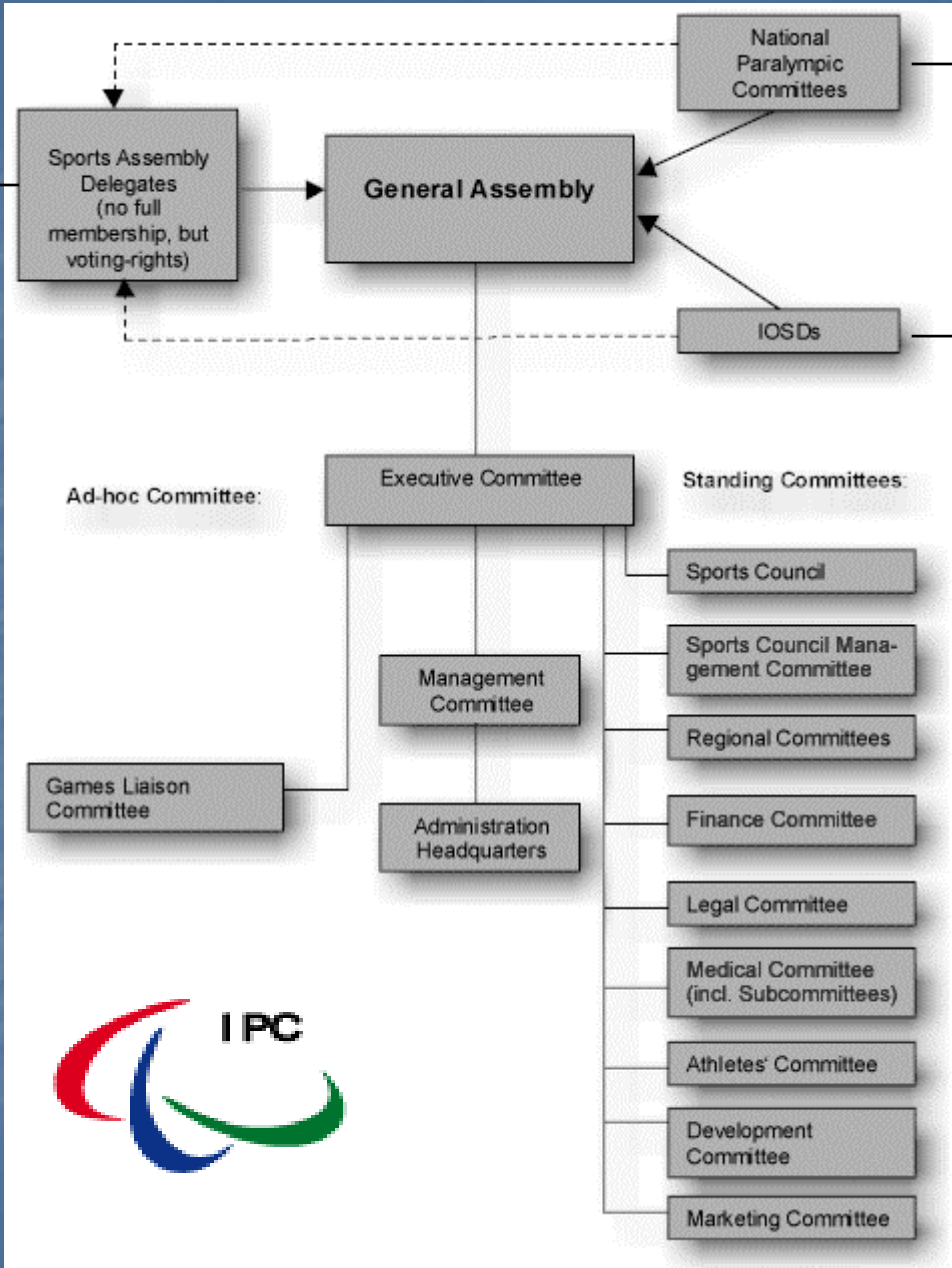 National
Paralympic
Committees
Sports Assembly
Delegates
(no full
membership, but
voting-rights)
General Assembly
IOSDs
Ad-hoc Committee:
Executive Committee
Standing Committees:
Sports Council
Sports Council Mana-
gement Committee
Management
Committee
Regional Committees
Games Liaison
Committee
Administration
Headquarters
Finance Committee
Legal Committee
Medical Committee
(incl. Subcommittees)
IPC
Athletes‘ Committee
Development
Committee
Marketing Committee